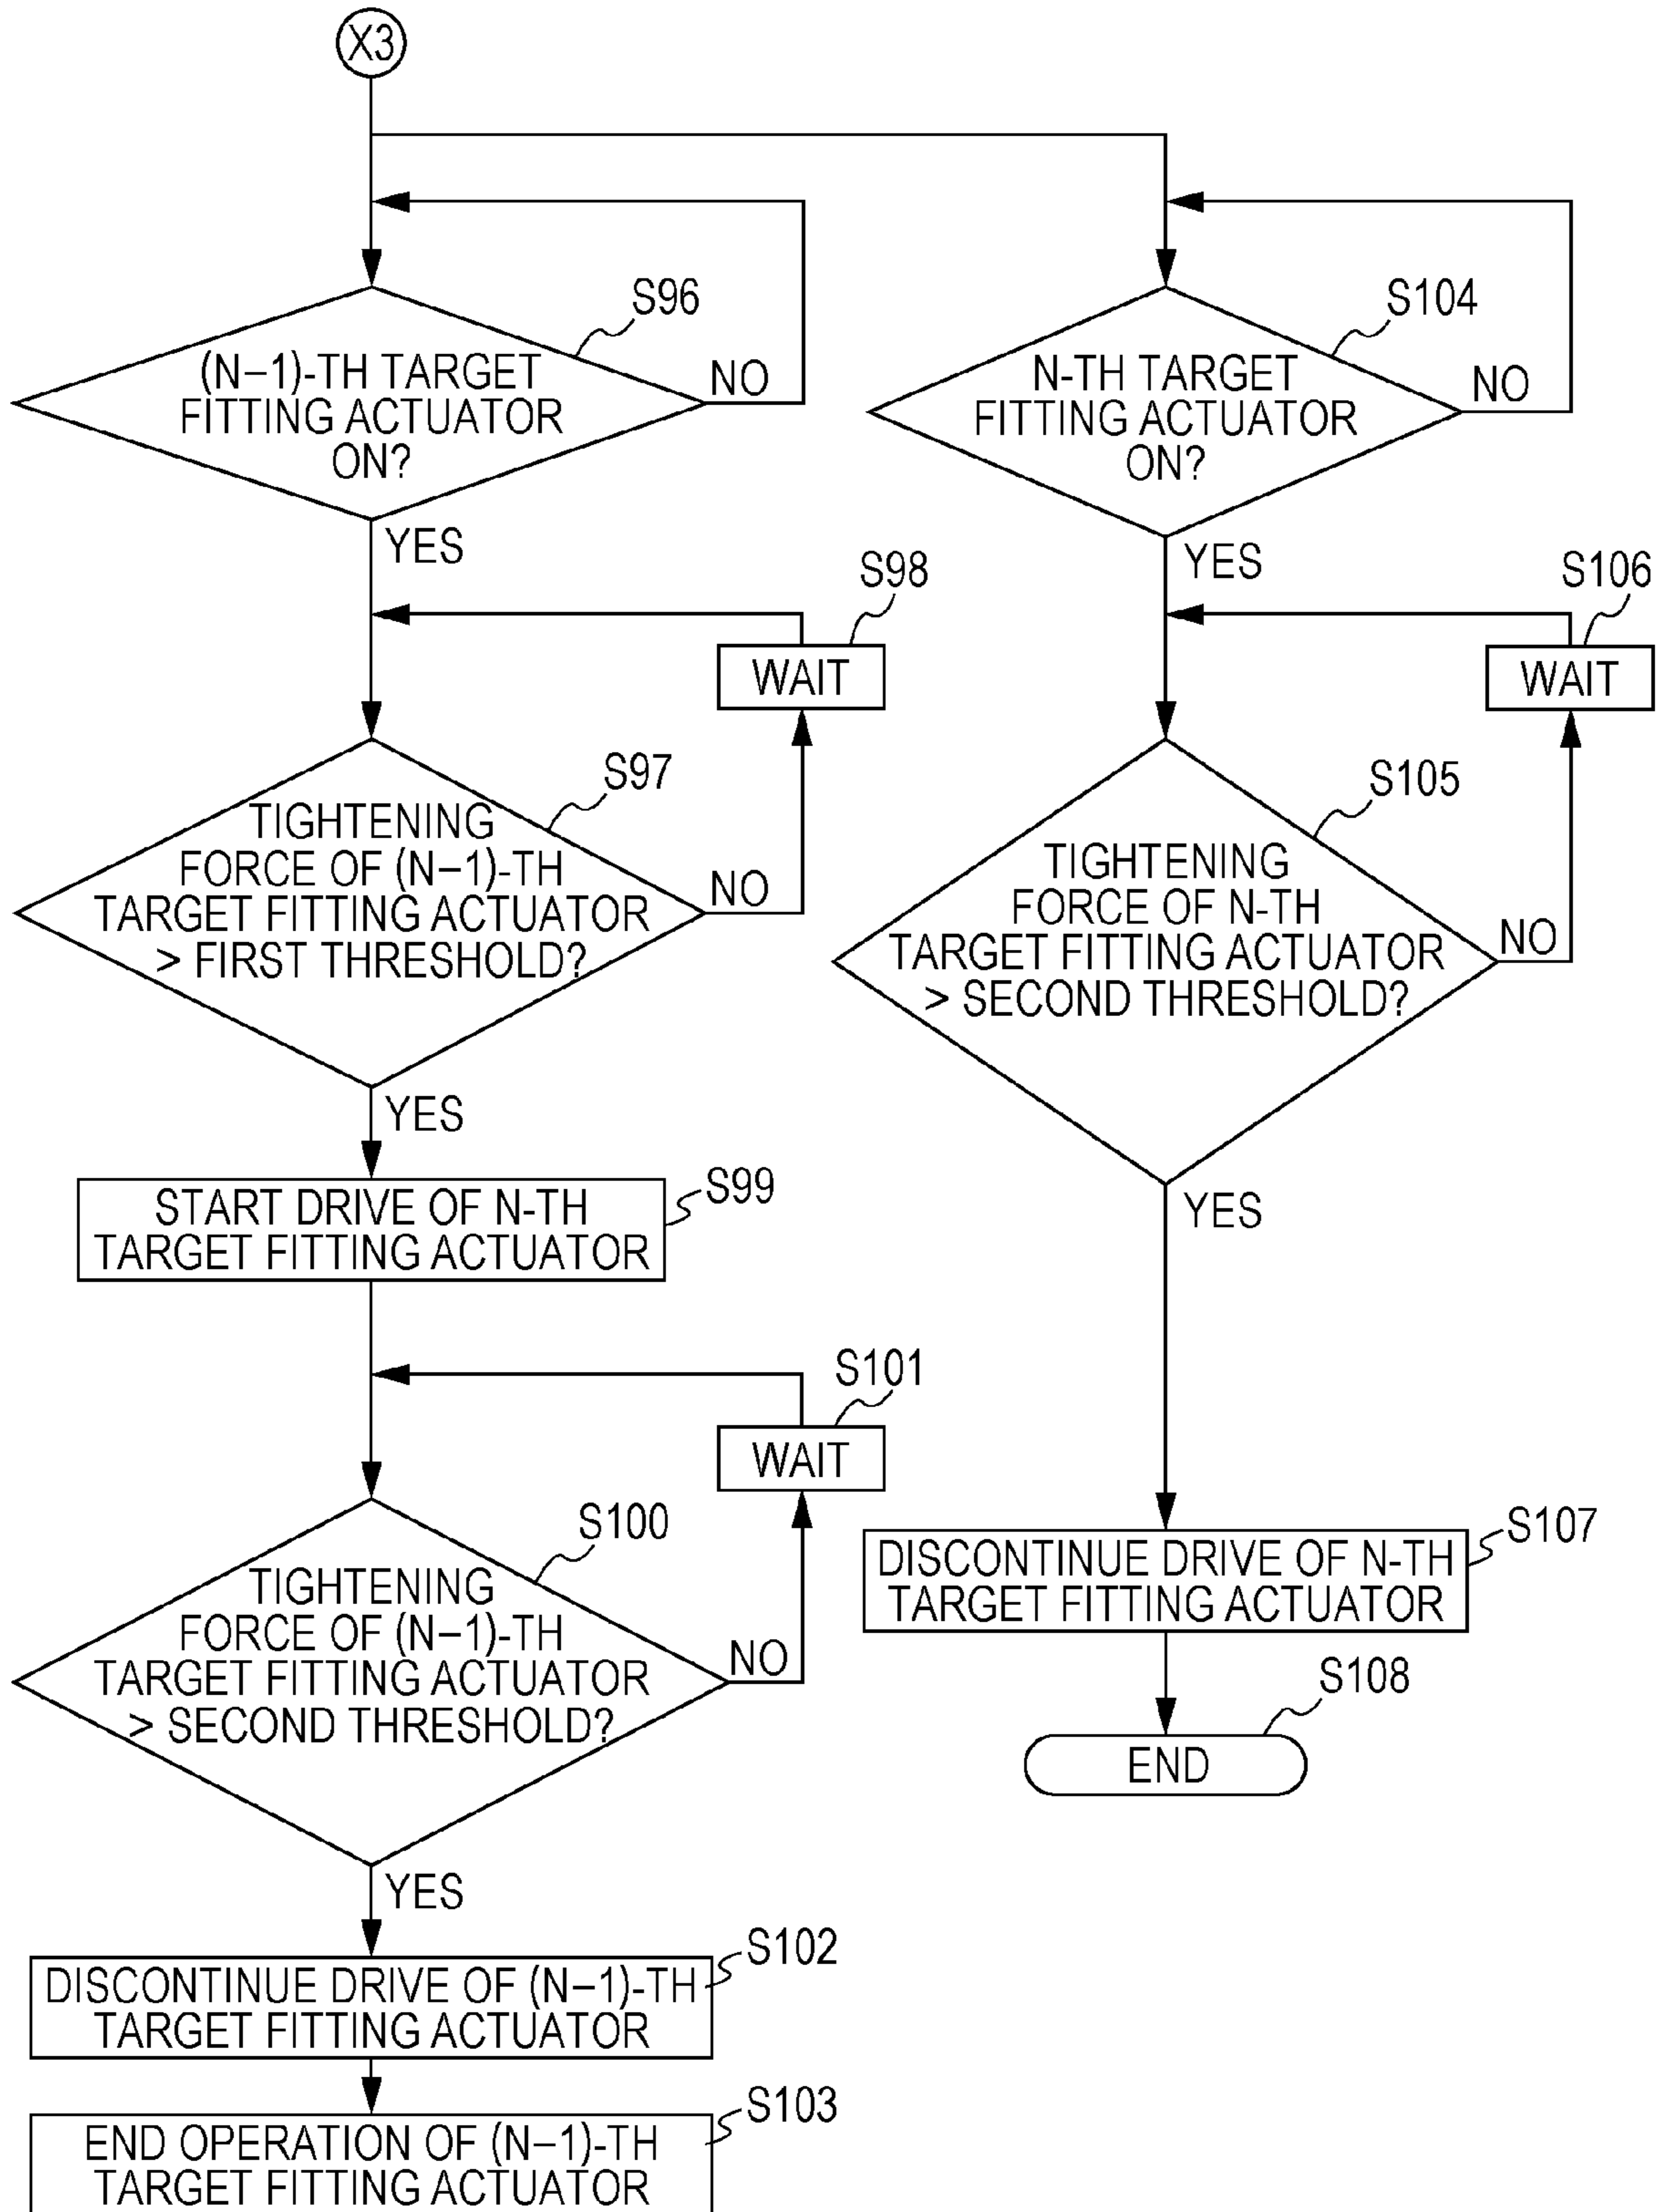 X3
S96
(N–1)-TH TARGET
FITTING ACTUATOR
ON?
NO
YES
S98
WAIT
S97
TIGHTENING
FORCE OF (N–1)-TH
TARGET FITTING ACTUATOR
> FIRST THRESHOLD?
NO
YES
S99
START DRIVE OF N-TH
TARGET FITTING ACTUATOR
S101
WAIT
S100
TIGHTENING
FORCE OF (N–1)-TH
TARGET FITTING ACTUATOR
> SECOND THRESHOLD?
NO
YES
S102
DISCONTINUE DRIVE OF (N–1)-TH
TARGET FITTING ACTUATOR
S103
END OPERATION OF (N–1)-TH
TARGET FITTING ACTUATOR
S104
N-TH TARGET
FITTING ACTUATOR
ON?
NO
YES
S106
WAIT
S105
TIGHTENING
FORCE OF N-TH
TARGET FITTING ACTUATOR
> SECOND THRESHOLD?
NO
YES
S107
DISCONTINUE DRIVE OF N-TH
TARGET FITTING ACTUATOR
S108
END